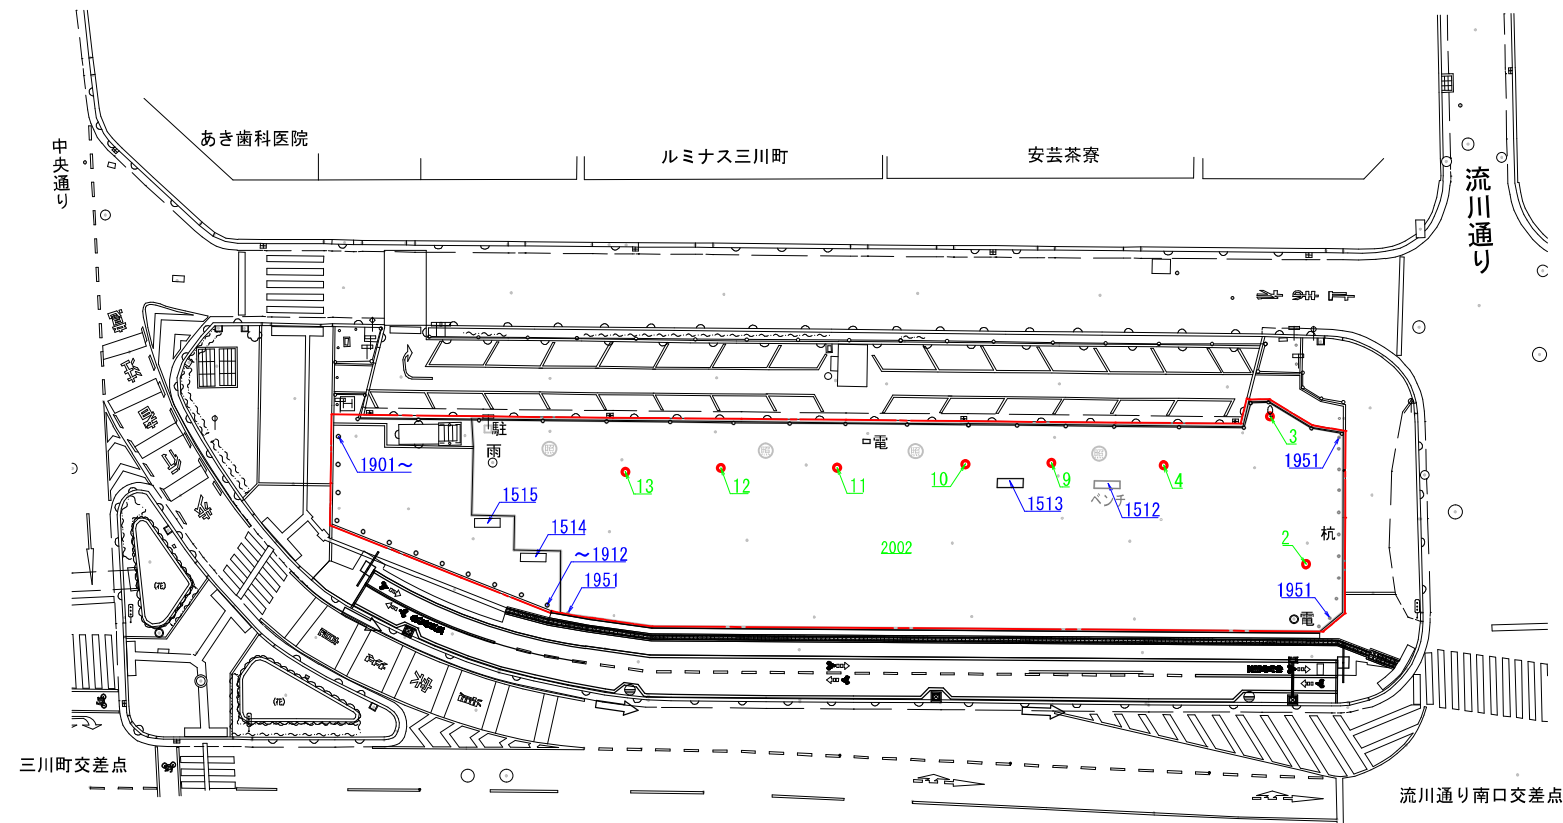 あき歯科医院
ルミナス三川町
安芸茶寮
中央通り
流川通り
駐
雨
電
1901～
13
12
11
10
9
4
3
1951
1515
1513
1512
ベンチ
1514
～1912
2002
杭
2
1951
1951
電
(花)
(花)
三川町交差点
流川通り南口交差点